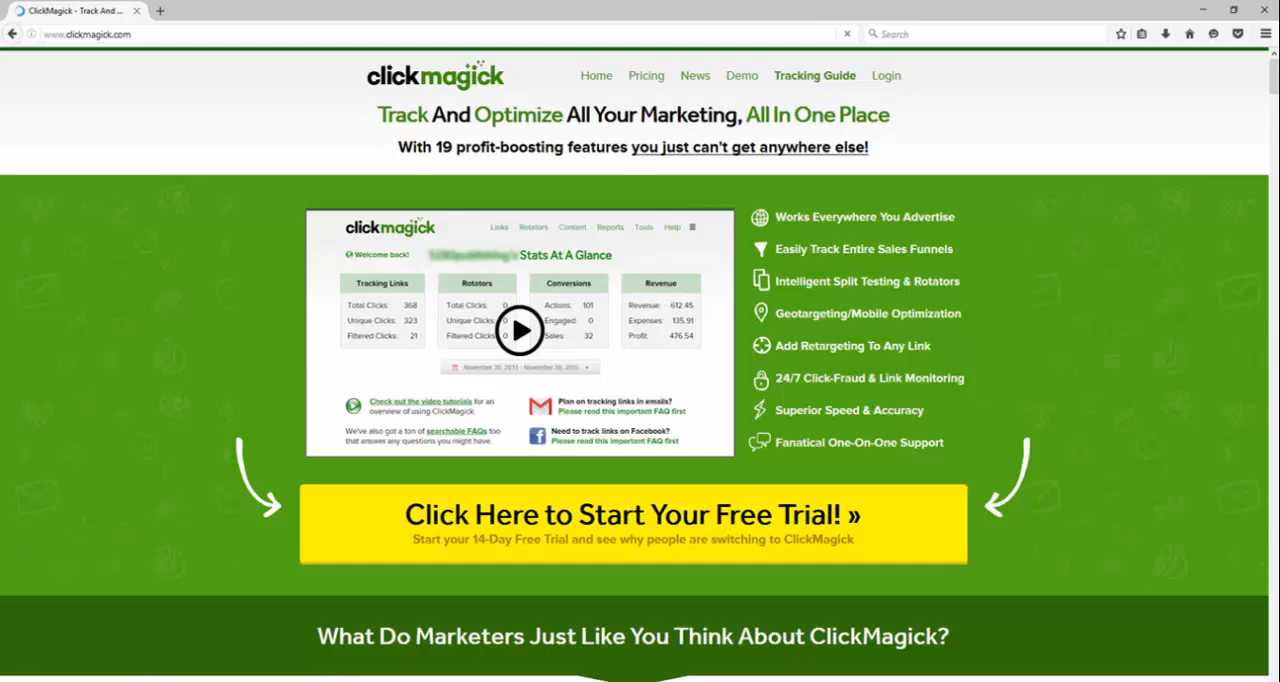 ClickMagick - Track And ...
www.clickmagick.com
Search
clickmagick
Home Pricing News Demo Tracking Guide Login
Track And Optimize All Your Marketing, All In One Place
With 19 profit-boosting features you just can't get anywhere else!
clickmagick
Links Rotators Content Reports Tools Help
Welcome back! Stats At A Glance
Tracking Links Rotators Conversions Revenue
Total Clicks: 368 Total Clicks: 0 Actions: 101 Revenue: 612.45
Unique Clicks: 323 Unique Clicks: 0 Engaged: 0 Expenses: 135.91
Filtered Clicks: 21 Filtered Clicks: 0 Sales: 32 Profit: 476.54
Check out the video tutorials for an
overview of using ClickMagick.
Plan on tracking links in emails?
Please read this important FAQ first
We've also got a ton of searchable FAQs too
that answer any questions you might have.
Need to track links on Facebook?
Please read this important FAQ first
Works Everywhere You Advertise
Easily Track Entire Sales Funnels
Intelligent Split Testing & Rotators
Geotargeting/Mobile Optimization
Add Retargeting To Any Link
24/7 Click-Fraud & Link Monitoring
Superior Speed & Accuracy
Fanatical One-On-One Support
Click Here to Start Your Free Trial! »
Start your 14-Day Free Trial and see why people are switching to ClickMagick
What Do Marketers Just Like You Think About ClickMagick?